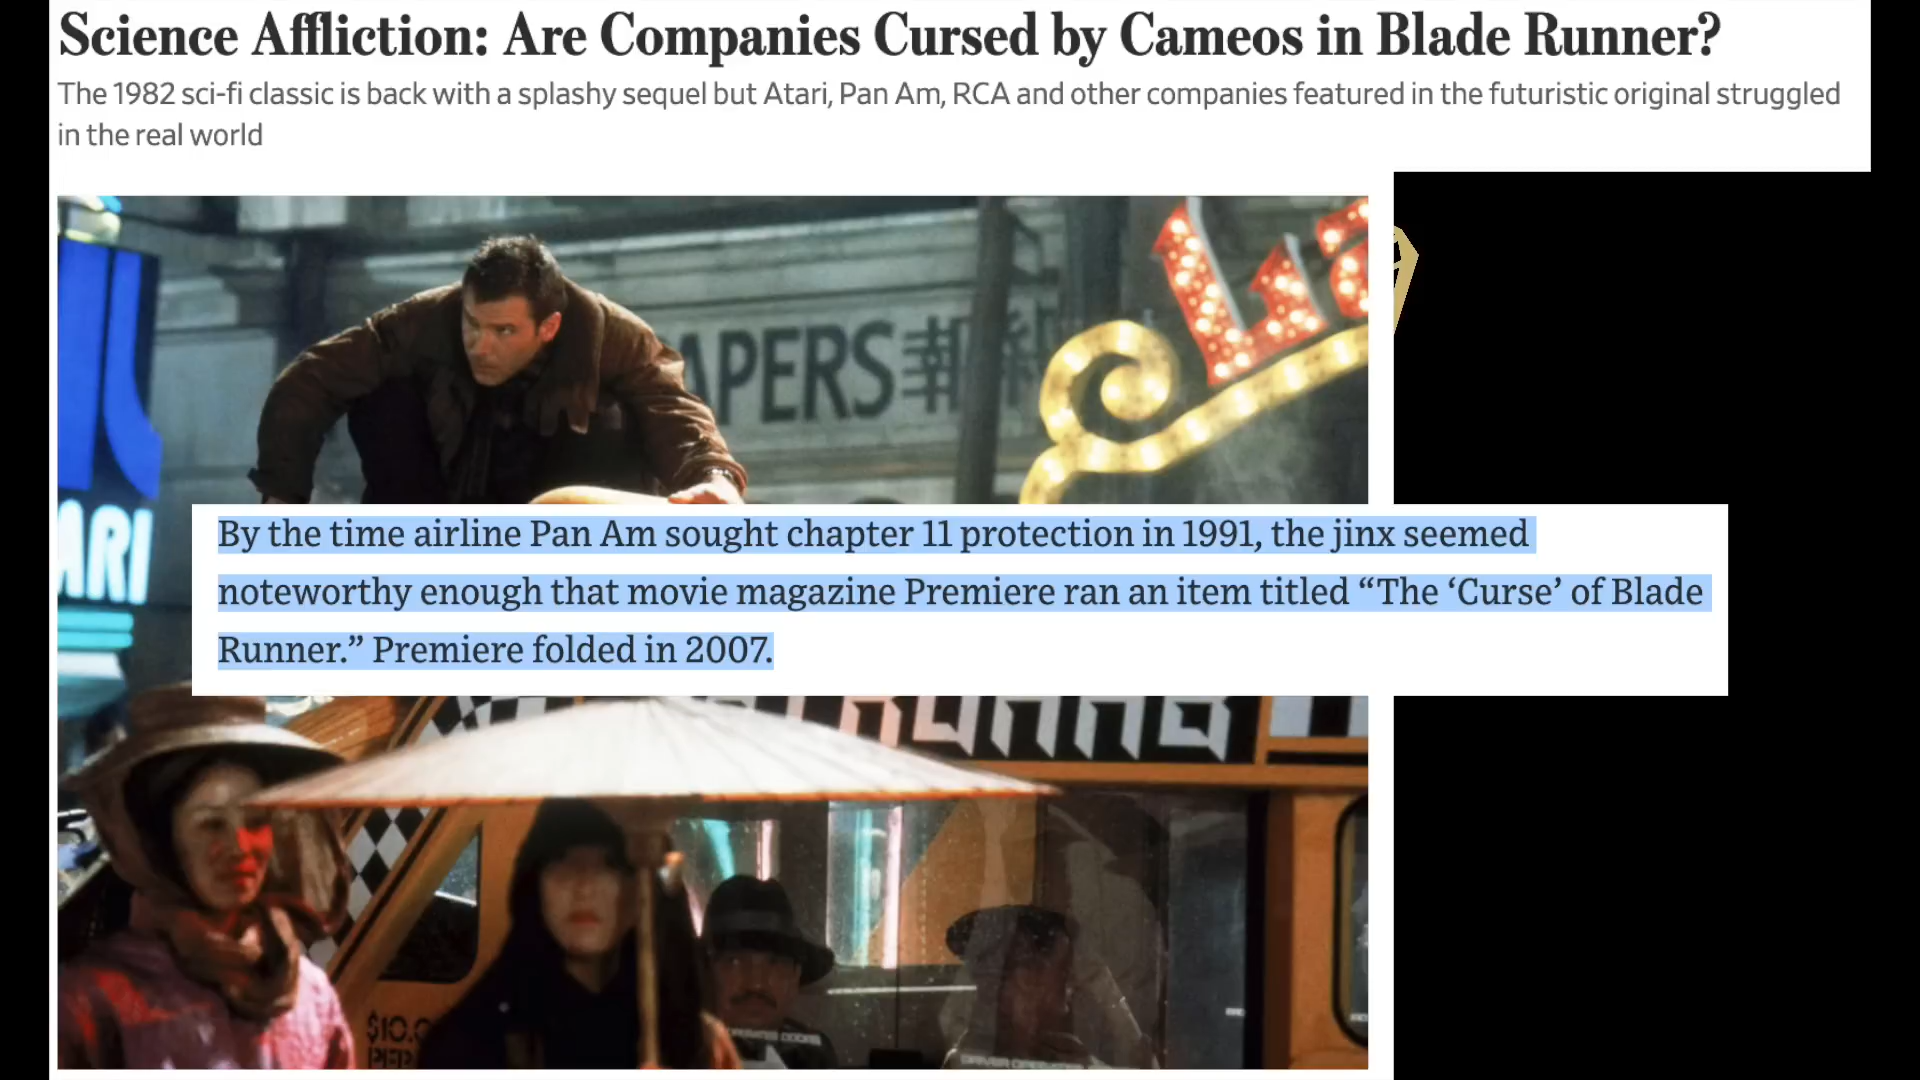 Science Affliction: Are Companies Cursed by Cameos in Blade Runner?
The 1982 sci-fi classic is back with a splashy sequel but Atari, Pan Am, RCA and other companies featured in the futuristic original struggled
in the real world
APERS
ARI
By the time airline Pan Am sought chapter 11 protection in 1991, the jinx seemed
noteworthy enough that movie magazine Premiere ran an item titled “The ‘Curse’ of Blade
Runner.” Premiere folded in 2007.